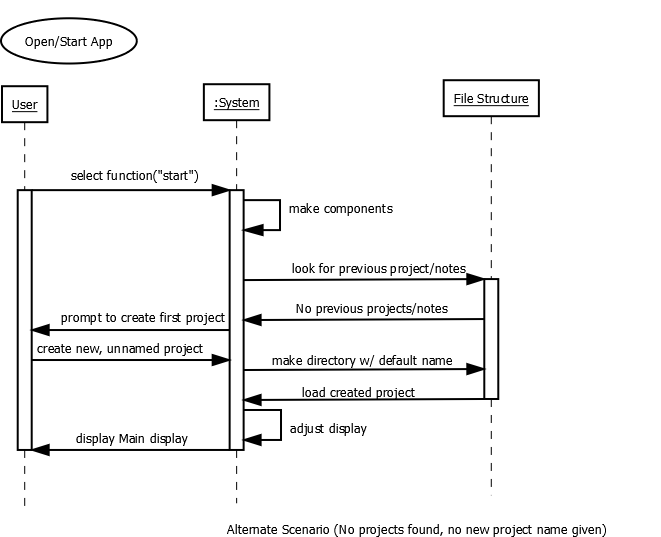 Open/Start App
User
:System
File Structure
select function("start")
make components
look for previous project/notes
No previous projects/notes
prompt to create first project
create new, unnamed project
make directory w/ default name
load created project
adjust display
display Main display
Alternate Scenario (No projects found, no new project name given)